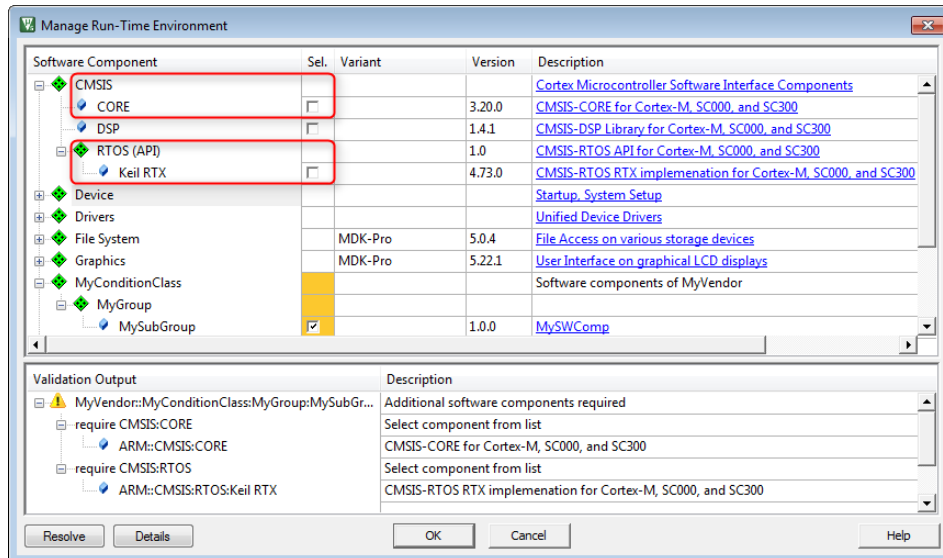 Manage Run-Time Environment
Software Component Sel. Variant Version Description
CMSIS Cortex Microcontroller Software Interface Components
CORE 3.20.0 CMSIS-CORE for Cortex-M, SC000, and SC300
DSP 1.4.1 CMSIS-DSP Library for Cortex-M, SC000, and SC300
RTOS (API) 1.0 CMSIS-RTOS API for Cortex-M, SC000, and SC300
Keil RTX 4.73.0 CMSIS-RTOS RTX implemenation for Cortex-M, SC000, and SC300
Device Startup, System Setup
Drivers Unified Device Drivers
File System MDK-Pro 5.0.4 File Access on various storage devices
Graphics MDK-Pro 5.22.1 User Interface on graphical LCD displays
MyConditionClass Software components of MyVendor
MyGroup
MySubGroup 1.0.0 MySWComp
Validation Output Description
MyVendor::MyConditionClass:MyGroup:MySubGr... Additional software components required
require CMSIS:CORE Select component from list
ARM::CMSIS:CORE CMSIS-CORE for Cortex-M, SC000, and SC300
require CMSIS:RTOS Select component from list
ARM::CMSIS:RTOS:Keil RTX CMSIS-RTOS RTX implemenation for Cortex-M, SC000, and SC300
Resolve Details OK Cancel Help